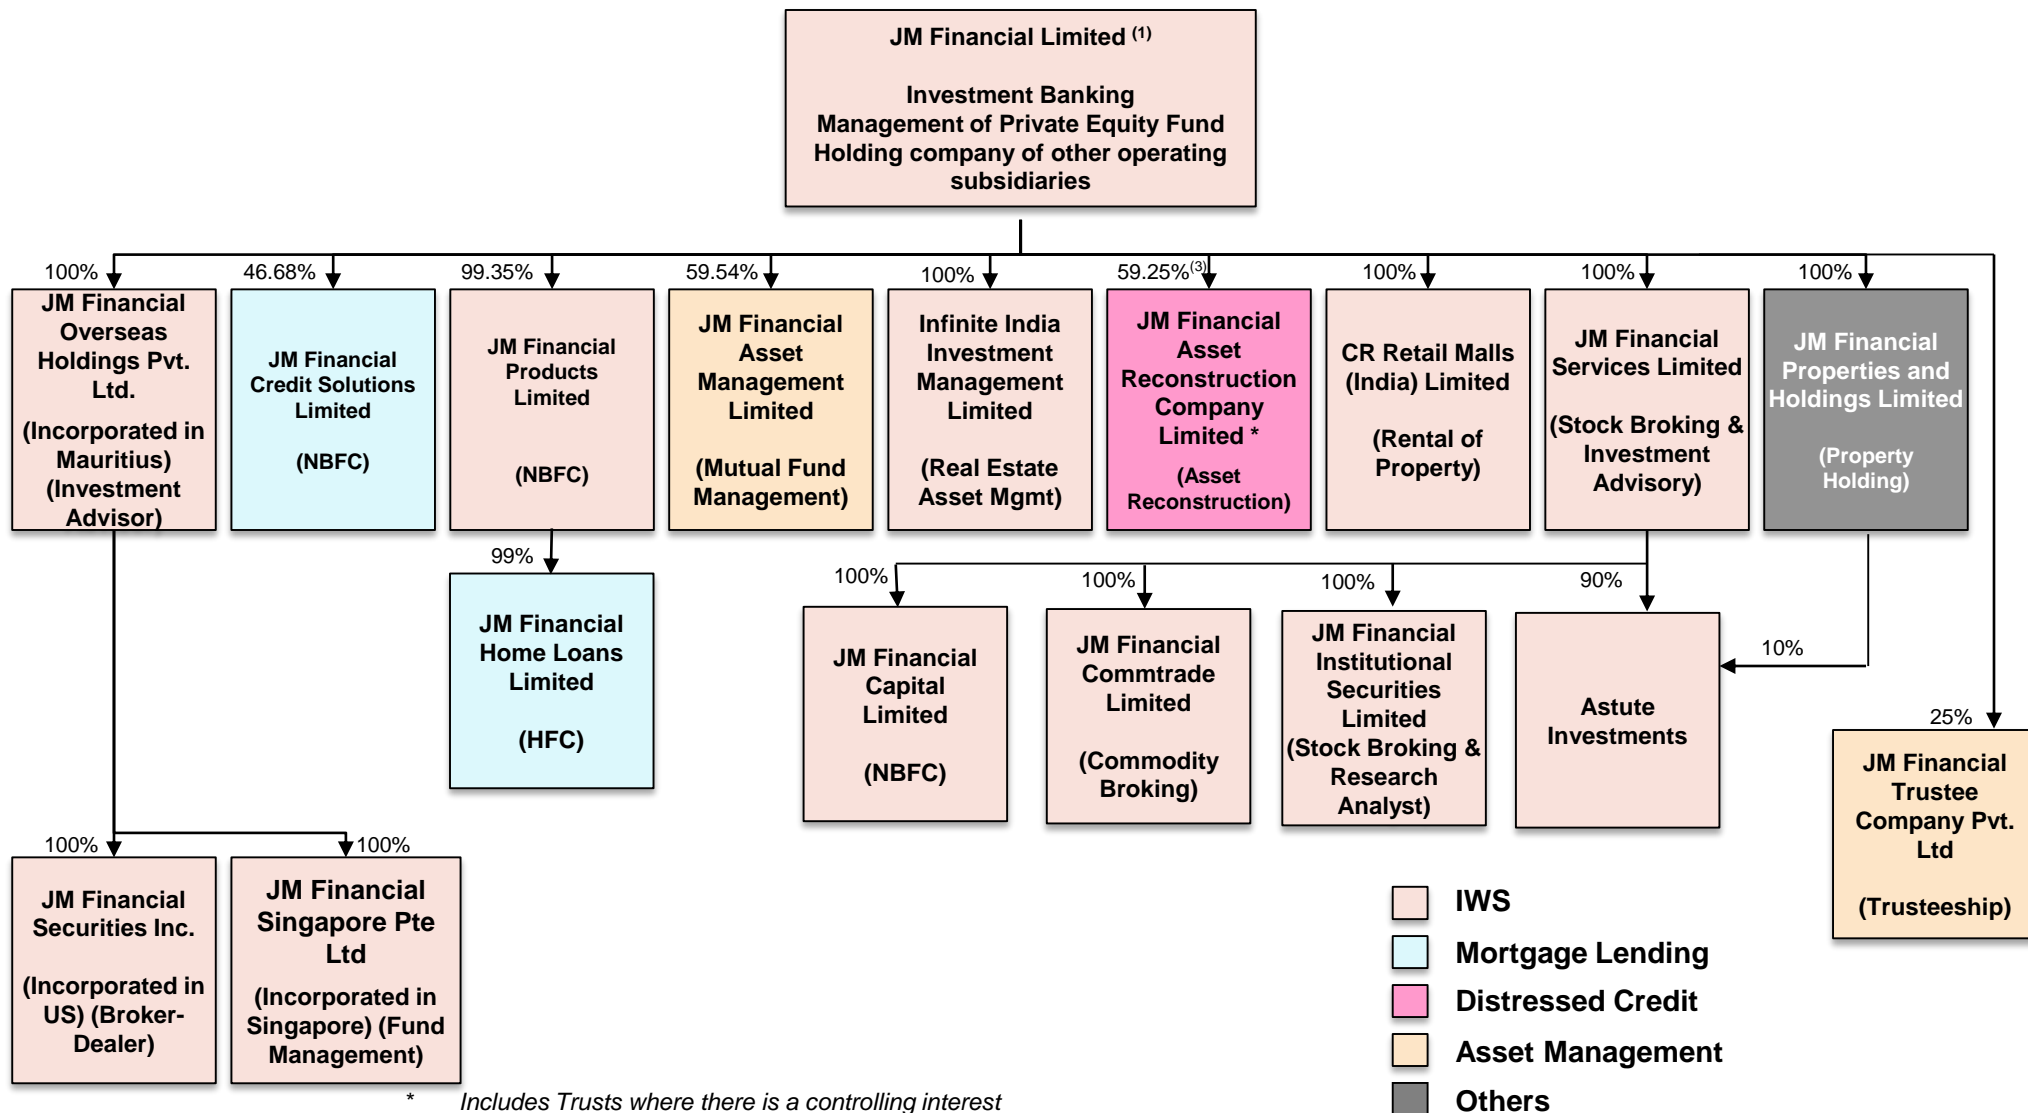 JM Financial Limited (1)
Investment Banking
Management of Private Equity Fund
Holding company of other operating
subsidiaries
100%
46.68%
99.35%
59.54%
100%
59.25%(3)
100%
100%
100%
JM Financial
Overseas
Holdings Pvt.
Ltd.
(Incorporated in
Mauritius)
(Investment
Advisor)
JM Financial
Credit Solutions
Limited
(NBFC)
JM Financial
Products
Limited
(NBFC)
JM Financial
Asset
Management
Limited
(Mutual Fund
Management)
Infinite India
Investment
Management
Limited
(Real Estate
Asset Mgmt)
JM Financial
Asset
Reconstruction
Company
Limited *
(Asset
Reconstruction)
CR Retail Malls
(India) Limited
(Rental of
Property)
JM Financial
Services Limited
(Stock Broking &
Investment
Advisory)
JM Financial
Properties and
Holdings Limited
(Property
Holding)
99%
100%
100%
100%
90%
10%
25%
JM Financial
Home Loans
Limited
(HFC)
JM Financial
Capital
Limited
(NBFC)
JM Financial
Commtrade
Limited
(Commodity
Broking)
JM Financial
Institutional
Securities
Limited
(Stock Broking &
Research
Analyst)
Astute
Investments
JM Financial
Trustee
Company Pvt.
Ltd
(Trusteeship)
100%
100%
JM Financial
Securities Inc.
(Incorporated in
US) (Broker-
Dealer)
JM Financial
Singapore Pte
Ltd
(Incorporated in
Singapore) (Fund
Management)
IWS
Mortgage Lending
Distressed Credit
Asset Management
Others
* Includes Trusts where there is a controlling interest